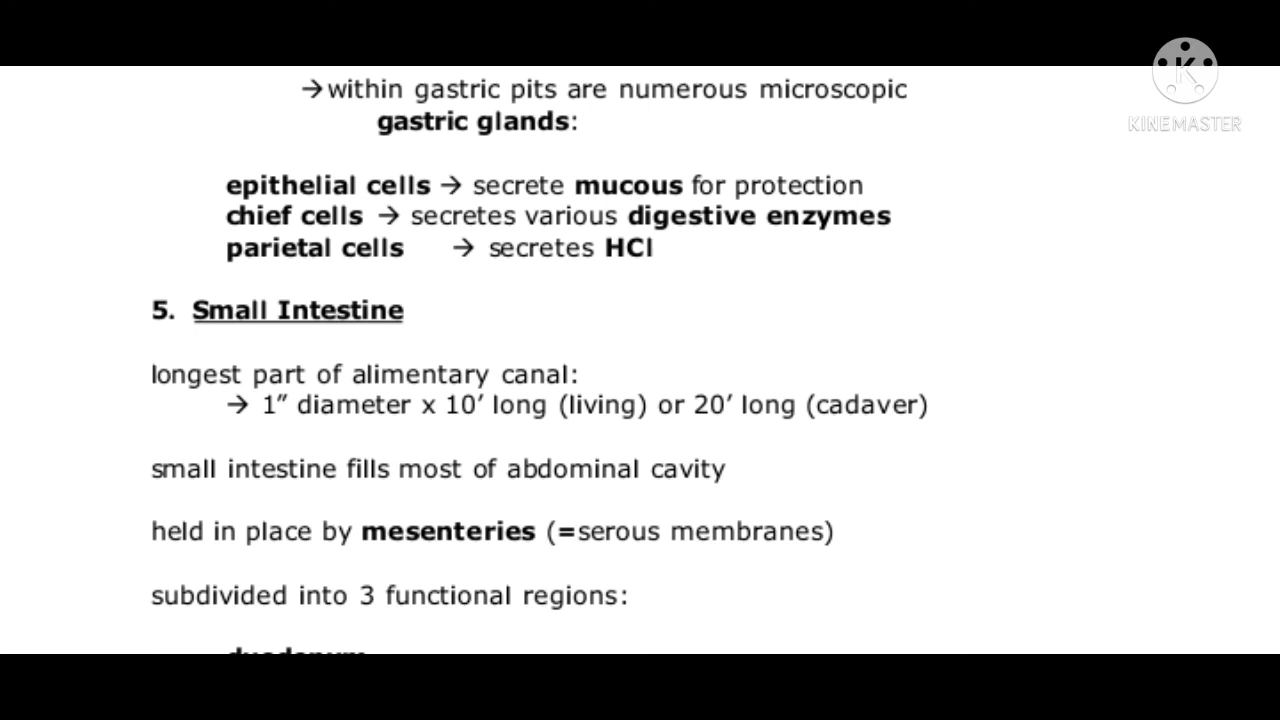 →within gastric pits are numerous microscopic
gastric glands:
epithelial cells → secrete mucous for protection
chief cells → secretes various digestive enzymes
parietal cells → secretes HCl
5. Small Intestine
longest part of alimentary canal:
→ 1” diameter x 10’ long (living) or 20’ long (cadaver)
small intestine fills most of abdominal cavity
held in place by mesenteries (=serous membranes)
subdivided into 3 functional regions:
K
KINEMASTER